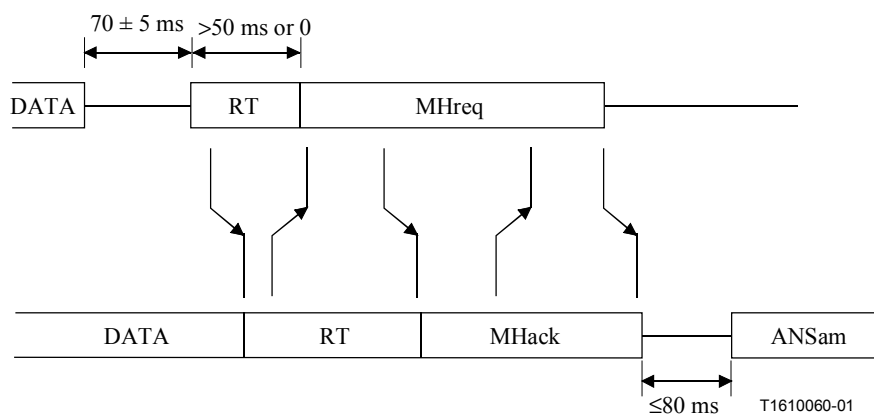 70 ± 5 ms >50 ms or 0
DATA RT MHreq
DATA RT MHack ANSam
≤80 ms T1610060-01